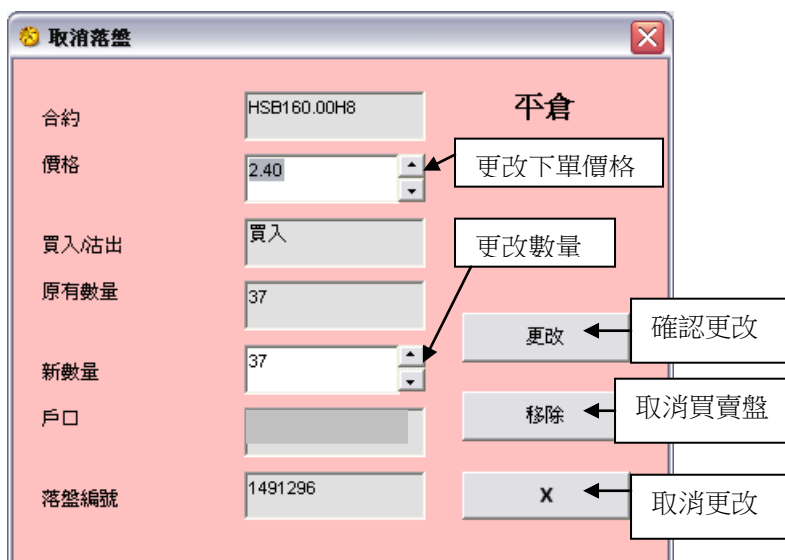 取消落盤
合約
HSB160.00H8
平倉
價格
2.40
更改下單價格
買入/沽出
買入
更改數量
原有數量
37
更改
確認更改
新數量
37
戶口
移除
取消買賣盤
落盤編號
1491296
X
取消更改